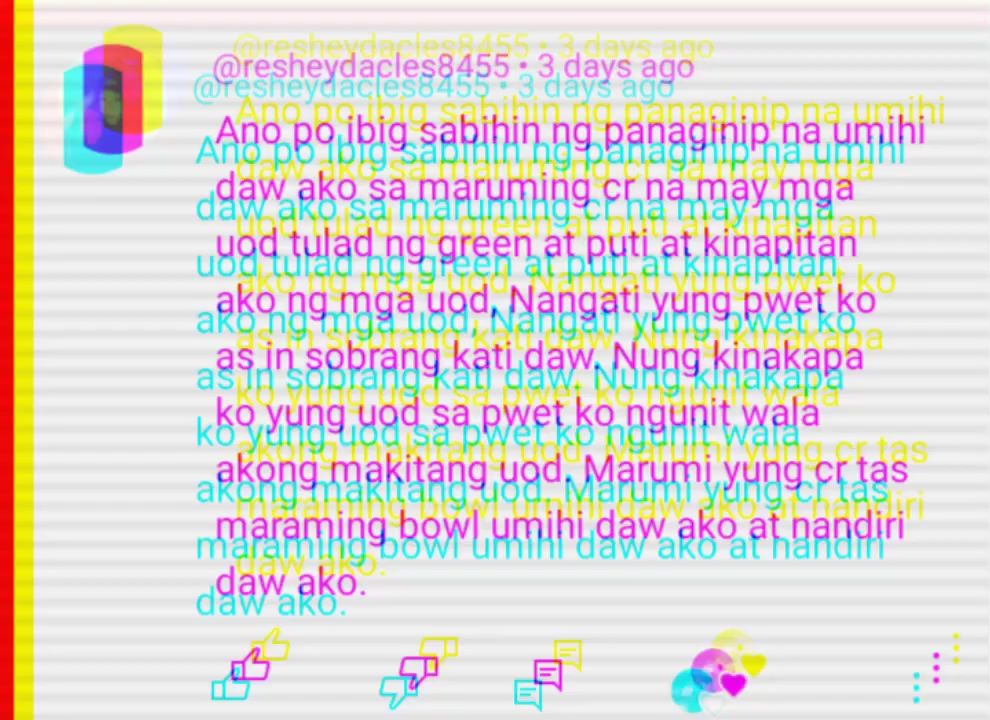 @resheydacles8455 • 3 days ago
Ano po ibig sabihin ng panaginip na umihi
daw ako sa maruming cr na may mga
uod tulad ng green at puti at kinapitan
ako ng mga uod, Nangati yung pwet ko
as in sobrang kati daw. Nung kinakapa
ko yung uod sa pwet ko ngunit wala
akong makitang uod. Marumi yung cr tas
maraming bowl umihi daw ako at nandiri
daw ako.